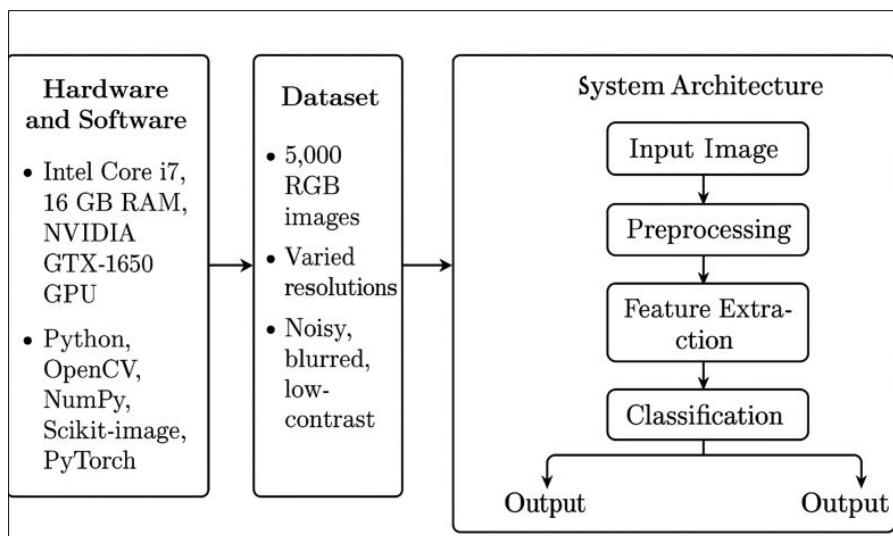 Hardware
and Software
• Intel Core i7,
16 GB RAM,
NVIDIA
GTX-1650
GPU
• Python,
OpenCV,
NumPy,
Scikit-image,
PyTorch
Dataset
• 5,000
RGB
images
• Varied
resolutions
• Noisy,
blurred,
low-
contrast
System Architecture
Input Image
Preprocessing
Feature Extra-
ction
Classification
Output
Output